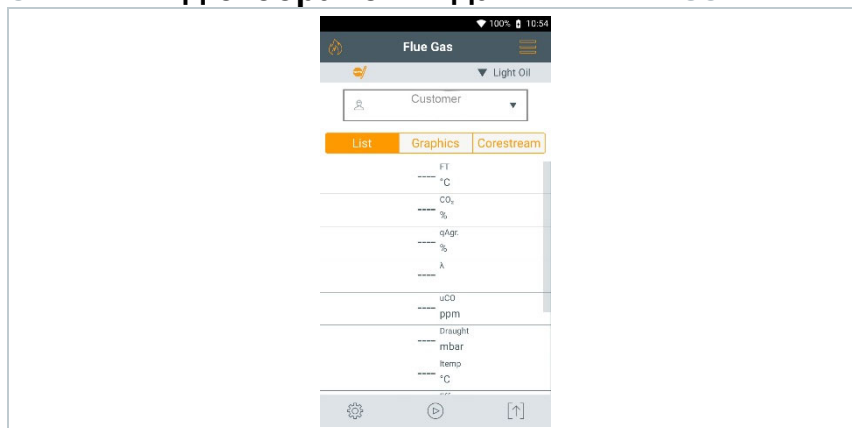 100% 10:54
Flue Gas
Light Oil
Customer
List Graphics Corestream
FT
---- °C
CO₂
---- %
qAgr.
---- %
λ
----
uCO
---- ppm
Draught
---- mbar
Itemp
---- °C